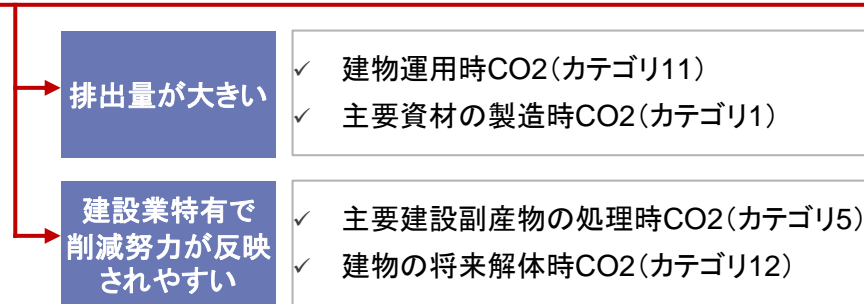 排出量が大きい
✓ 建物運用時CO2（カテゴリ11）
✓ 主要資材の製造時CO2（カテゴリ1）
建設業特有で
削減努力が反映
されやすい
✓ 主要建設副産物の処理時CO2（カテゴリ5）
✓ 建物の将来解体時CO2（カテゴリ12）